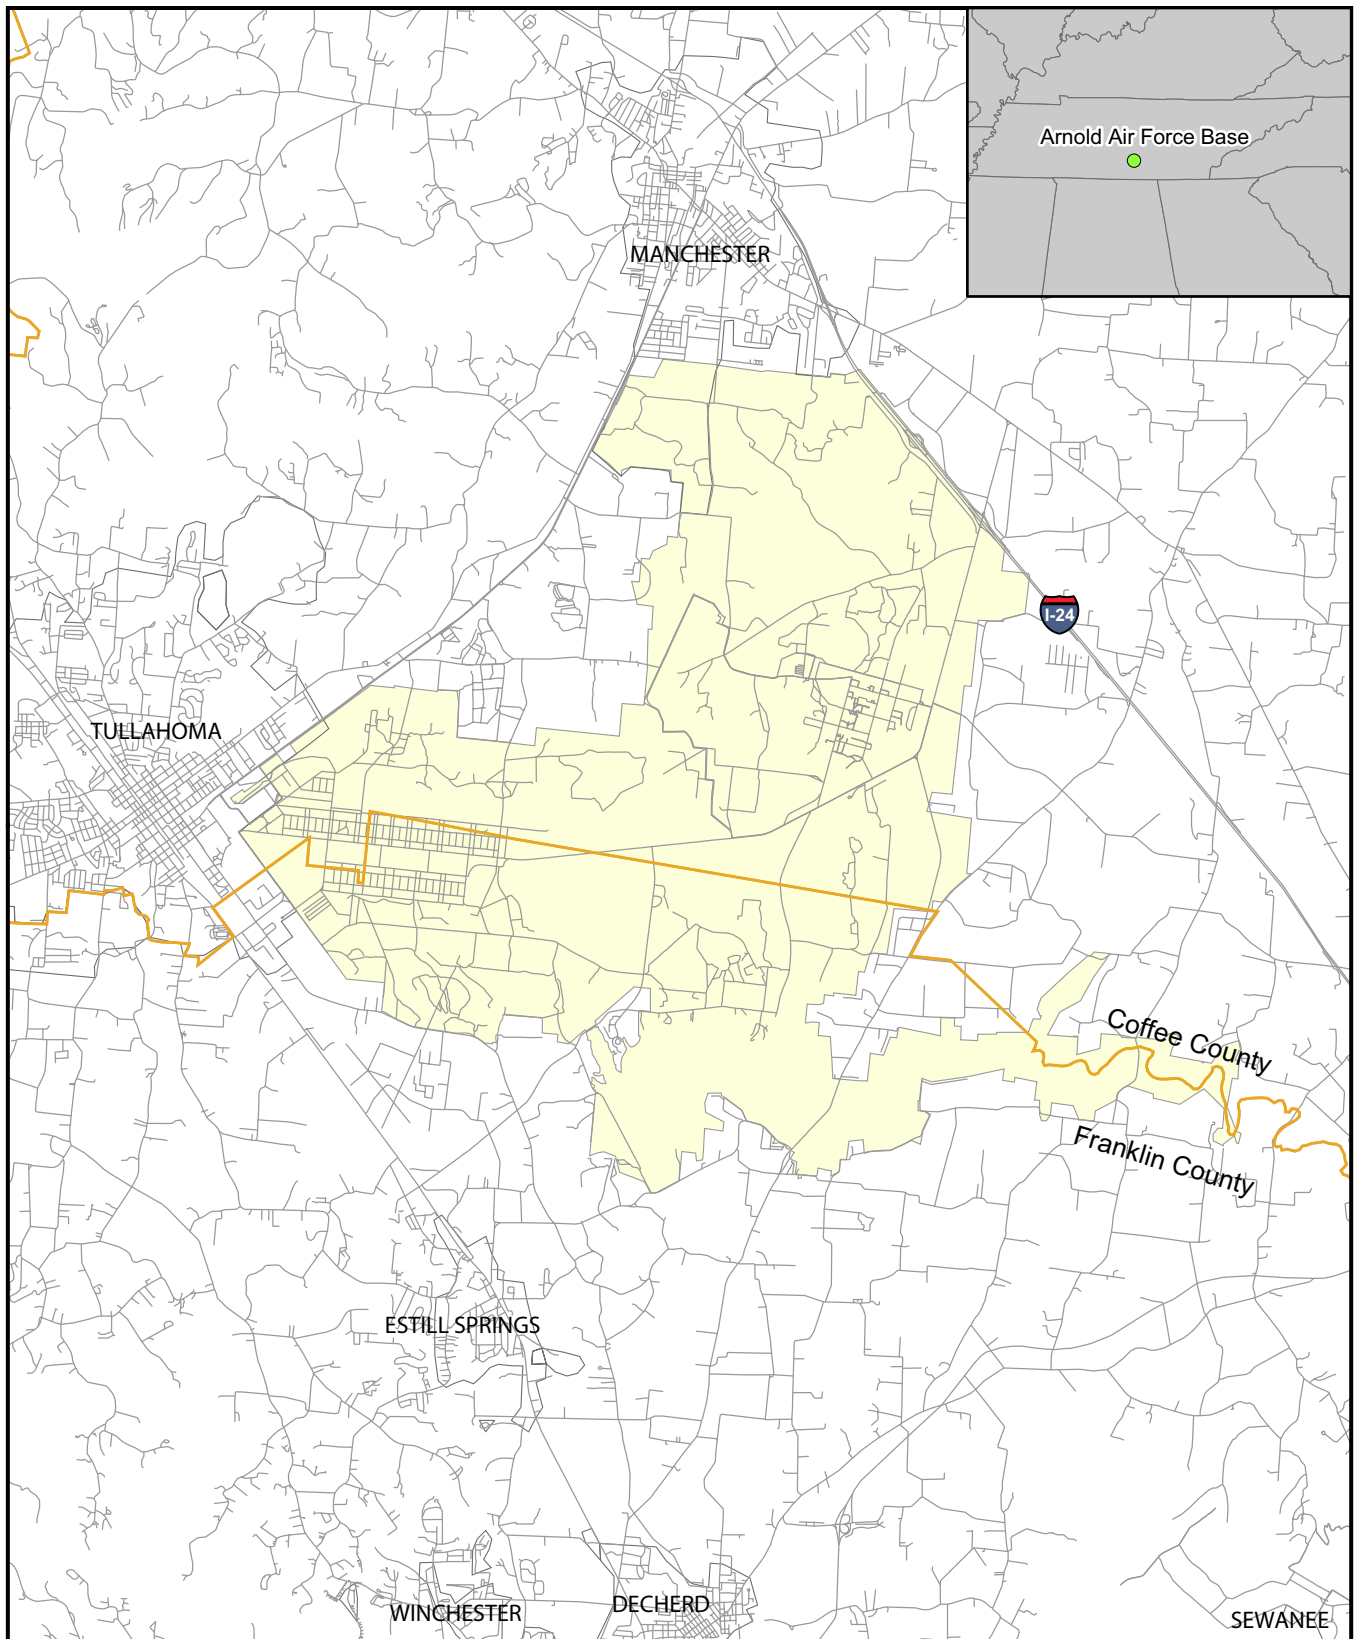 Arnold Air Force Base
MANCHESTER
I-24
TULLAHOMA
Coffee County
Franklin County
ESTILL SPRINGS
WINCHESTER
DECHERD
SEWANEE